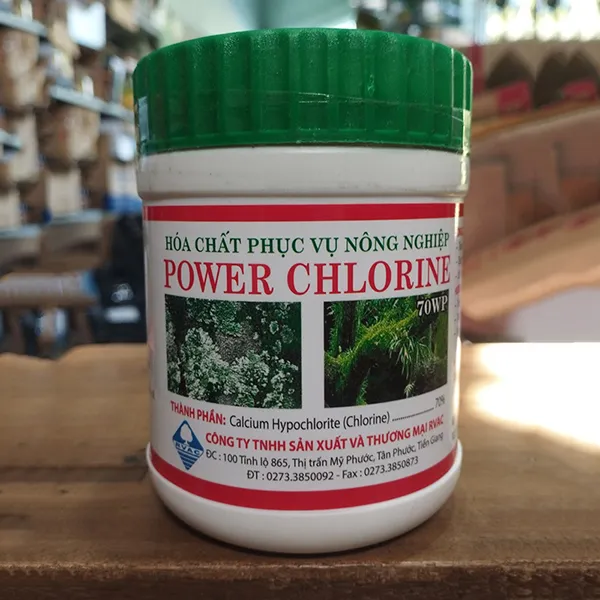 HÓA CHẤT PHỤC VỤ NÔNG NGHIỆP
POWER CHLORINE
70WP
THÀNH PHẦN: Calcium Hypochlorite (Chlorine) ........................ 70%
CÔNG TY TNHH SẢN XUẤT VÀ THƯƠNG MẠI RVAC
RVAC
ĐC : 100 Tỉnh lộ 865, Thị trấn Mỹ Phước, Tân Phước, Tiền Giang
ĐT : 0273.3850092 - Fax : 0273.3850873